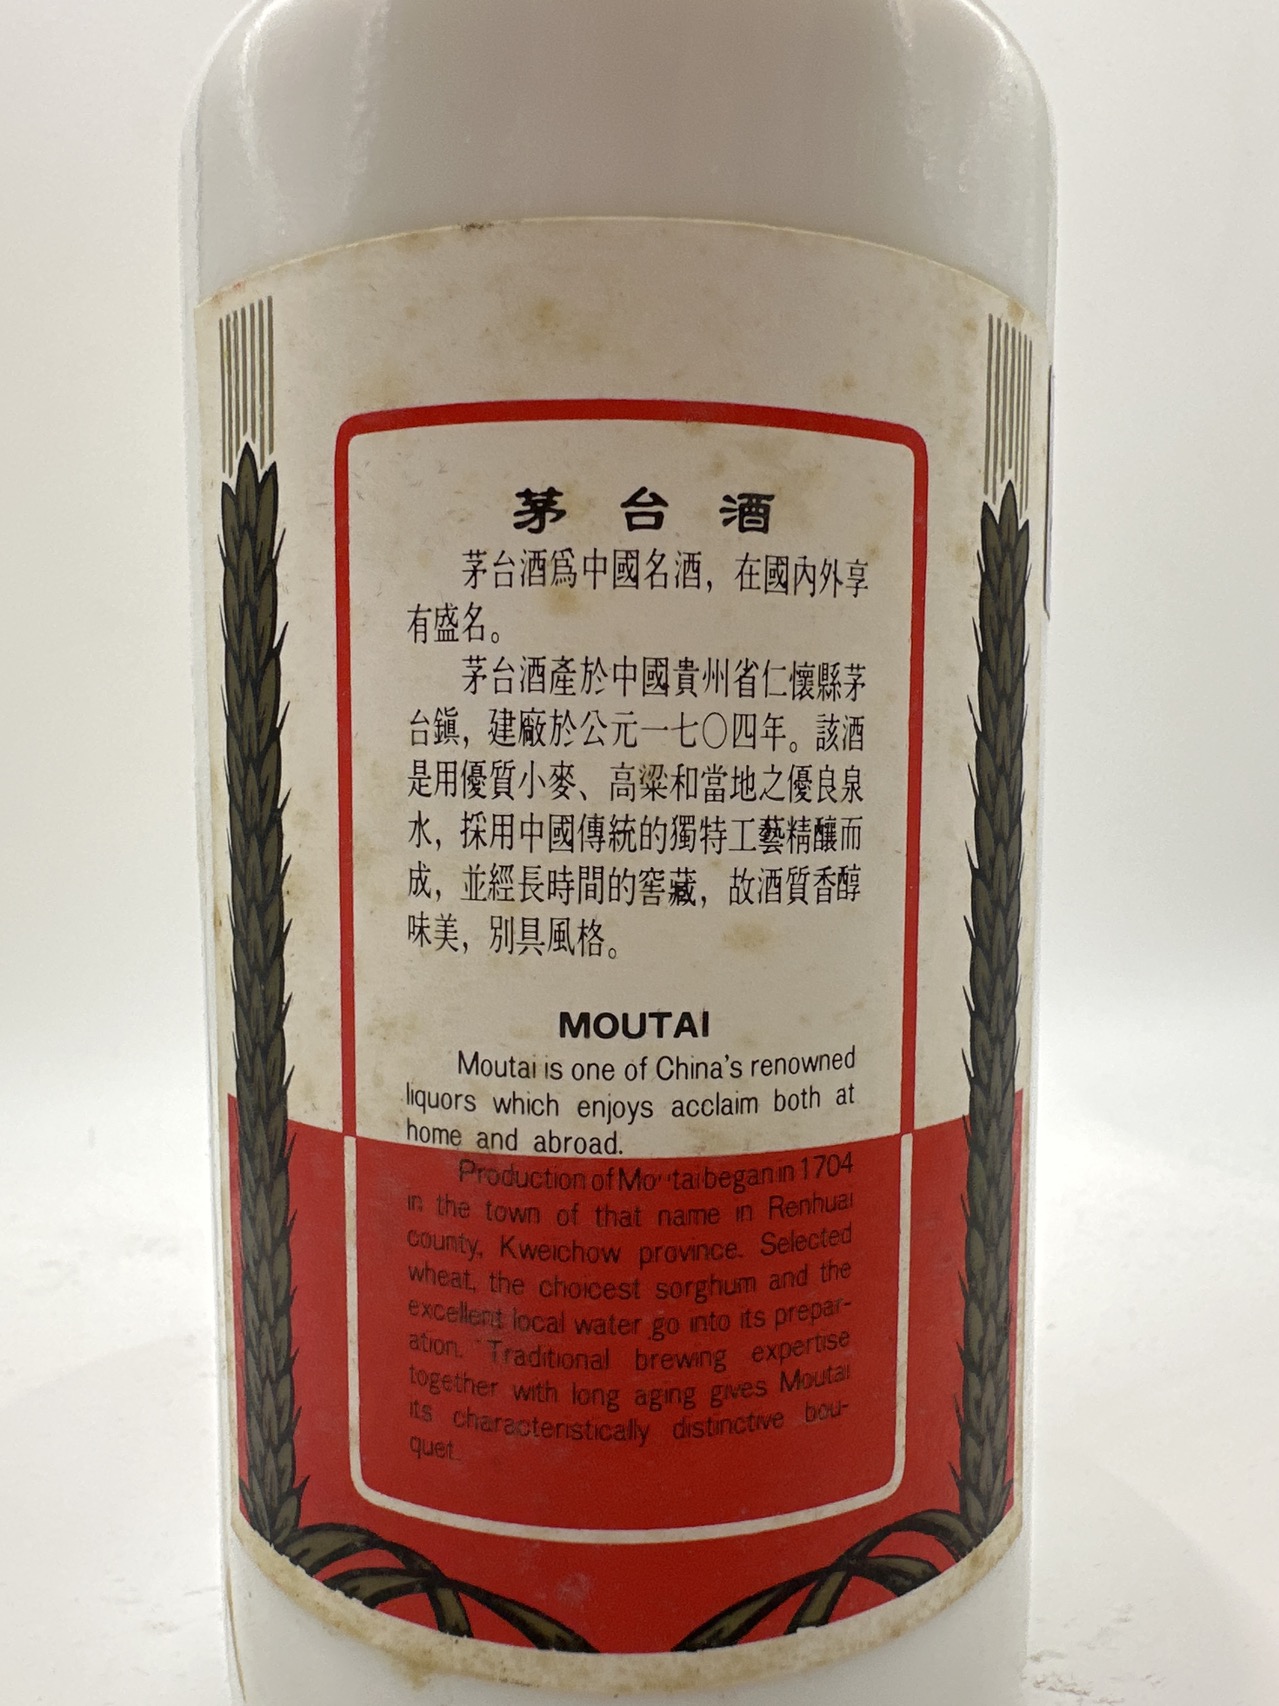 茅台酒
茅台酒爲中國名酒，在國內外享
有盛名。
茅台酒產於中國貴州省仁懷縣茅
台鎭，建廠於公元一七〇四年。該酒
是用優質小麥、高粱和當地之優良泉
水，採用中國傳統的獨特工藝精釀而
成，並經長時間的窖藏，故酒質香醇
味美，別具風格。
MOUTAI
Moutai is one of China's renowned
liquors which enjoys acclaim both at
home and abroad.
Production of Moutai began in 1704
in the town of that name in Renhuai
county, Kweichow province. Selected
wheat, the choicest sorghum and the
excellent local water go into its prepar-
ation. Traditional brewing expertise
together with long aging gives Moutai
its characteristically distinctive bou-
quet.